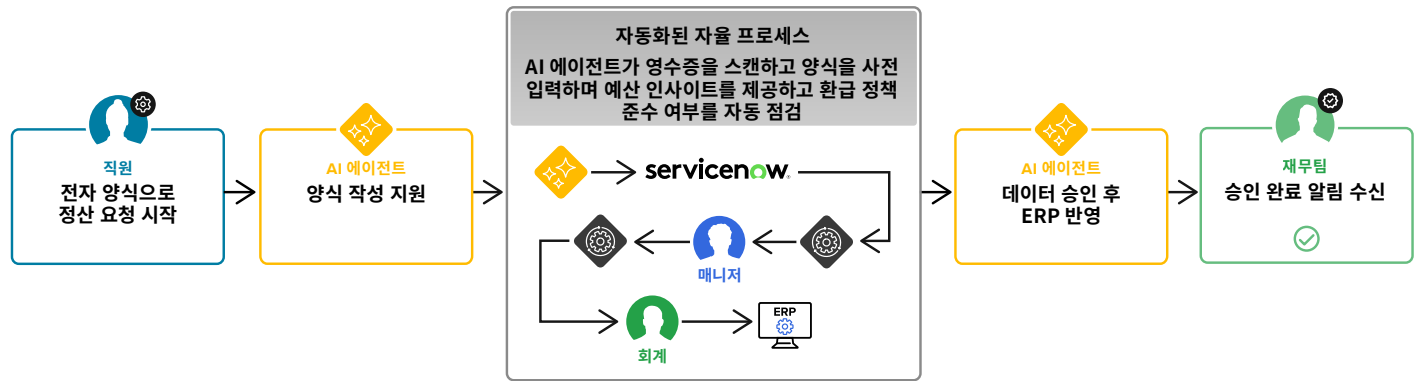 직원
전자 양식으로
정산 요청 시작
AI 에이전트
양식 작성 지원
자동화된 자율 프로세스
AI 에이전트가 영수증을 스캔하고 양식을 사전
입력하며 예산 인사이트를 제공하고 환급 정책
준수 여부를 자동 점검
servicenow
매니저
회계
ERP
AI 에이전트
데이터 승인 후
ERP 반영
재무팀
승인 완료 알림 수신